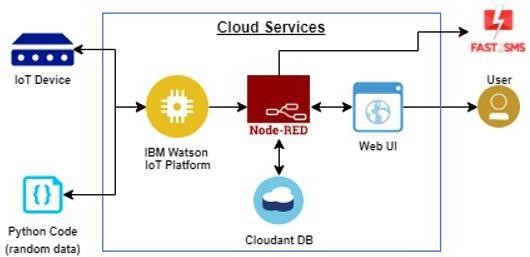 Cloud Services
FAST2SMS
IoT Device
User
IBM Watson
IoT Platform
Node-RED
Web UI
Python Code
(random data)
Cloudant DB